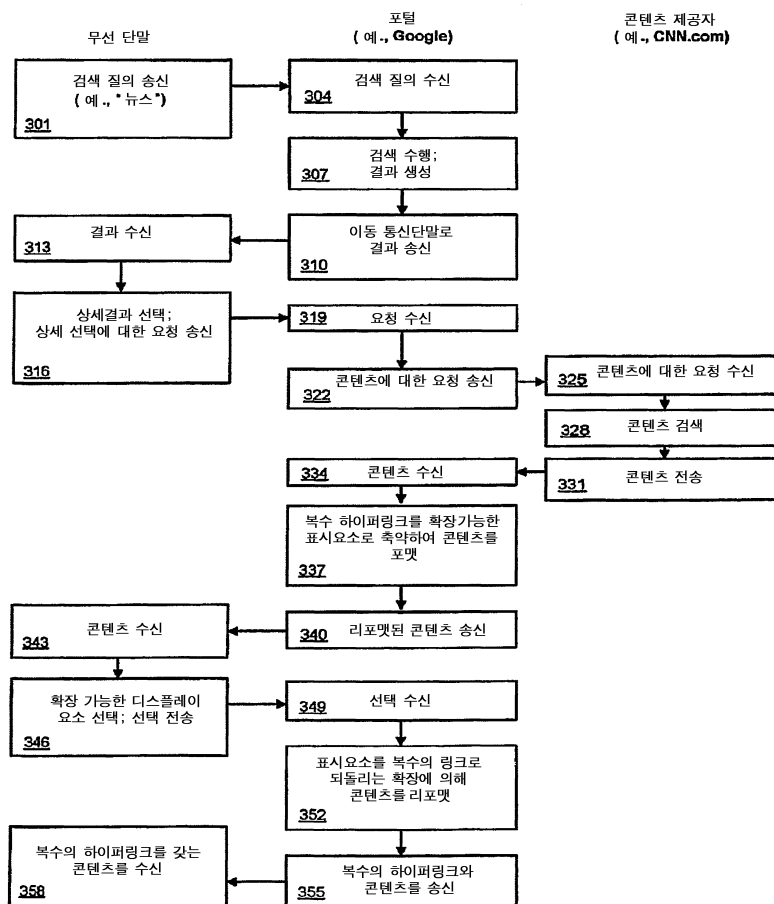 무선 단말
포털
( 예., Google)
콘텐츠 제공자
( 예., CNN.com)
검색 질의 송신
( 예., "뉴스")
301
검색 질의 수신
304
검색 수행;
결과 생성
307
결과 수신
313
이동 통신단말로
결과 송신
310
상세결과 선택;
상세 선택에 대한 요청 송신
316
요청 수신
319
콘텐츠에 대한 요청 송신
322
콘텐츠에 대한 요청 수신
325
콘텐츠 검색
328
콘텐츠 수신
334
콘텐츠 전송
331
복수 하이퍼링크를 확장가능한
표시요소로 축약하여 콘텐츠를
포맷
337
콘텐츠 수신
343
리포맷된 콘텐츠 송신
340
확장 가능한 디스플레이
요소 선택; 선택 전송
346
선택 수신
349
표시요소를 복수의 링크로
되돌리는 확장에 의해
콘텐츠를 리포맷
352
복수의 하이퍼링크를 갖는
콘텐츠를 수신
358
복수의 하이퍼링크와
콘텐츠를 송신
355